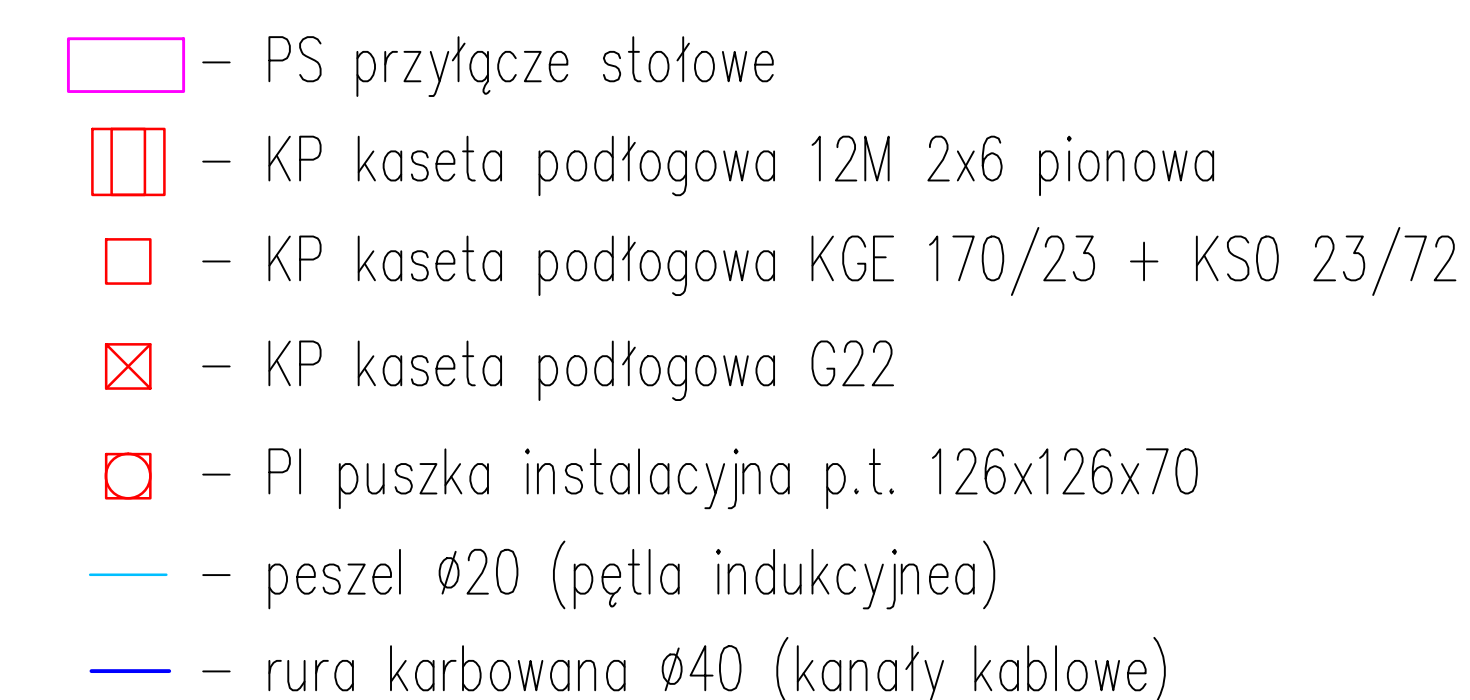 – PS przyłącze stołowe
– KP kaseta podłogowa 12M 2x6 pionowa
– KP kaseta podłogowa KGE 170/23 + KSO 23/72
– KP kaseta podłogowa G22
– PI puszka instalacyjna p.t. 126x126x70
– peszel Ø20 (pętla indukcyjnea)
– rura karbowana Ø40 (kanały kablowe)